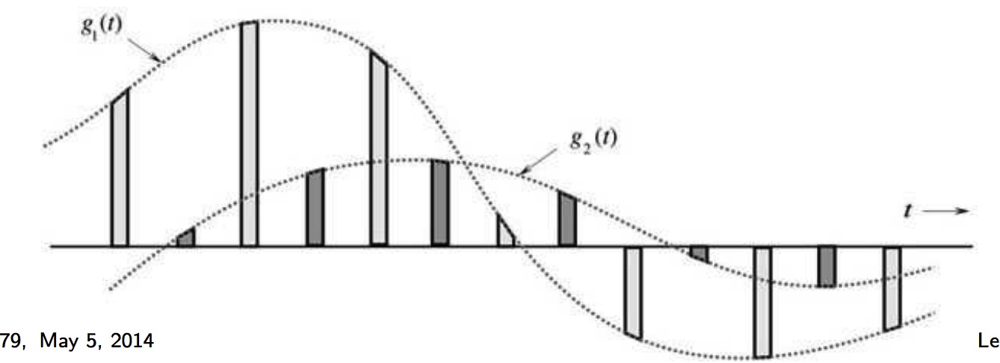 g₁(t)
g₂(t)
t
79, May 5, 2014
Le